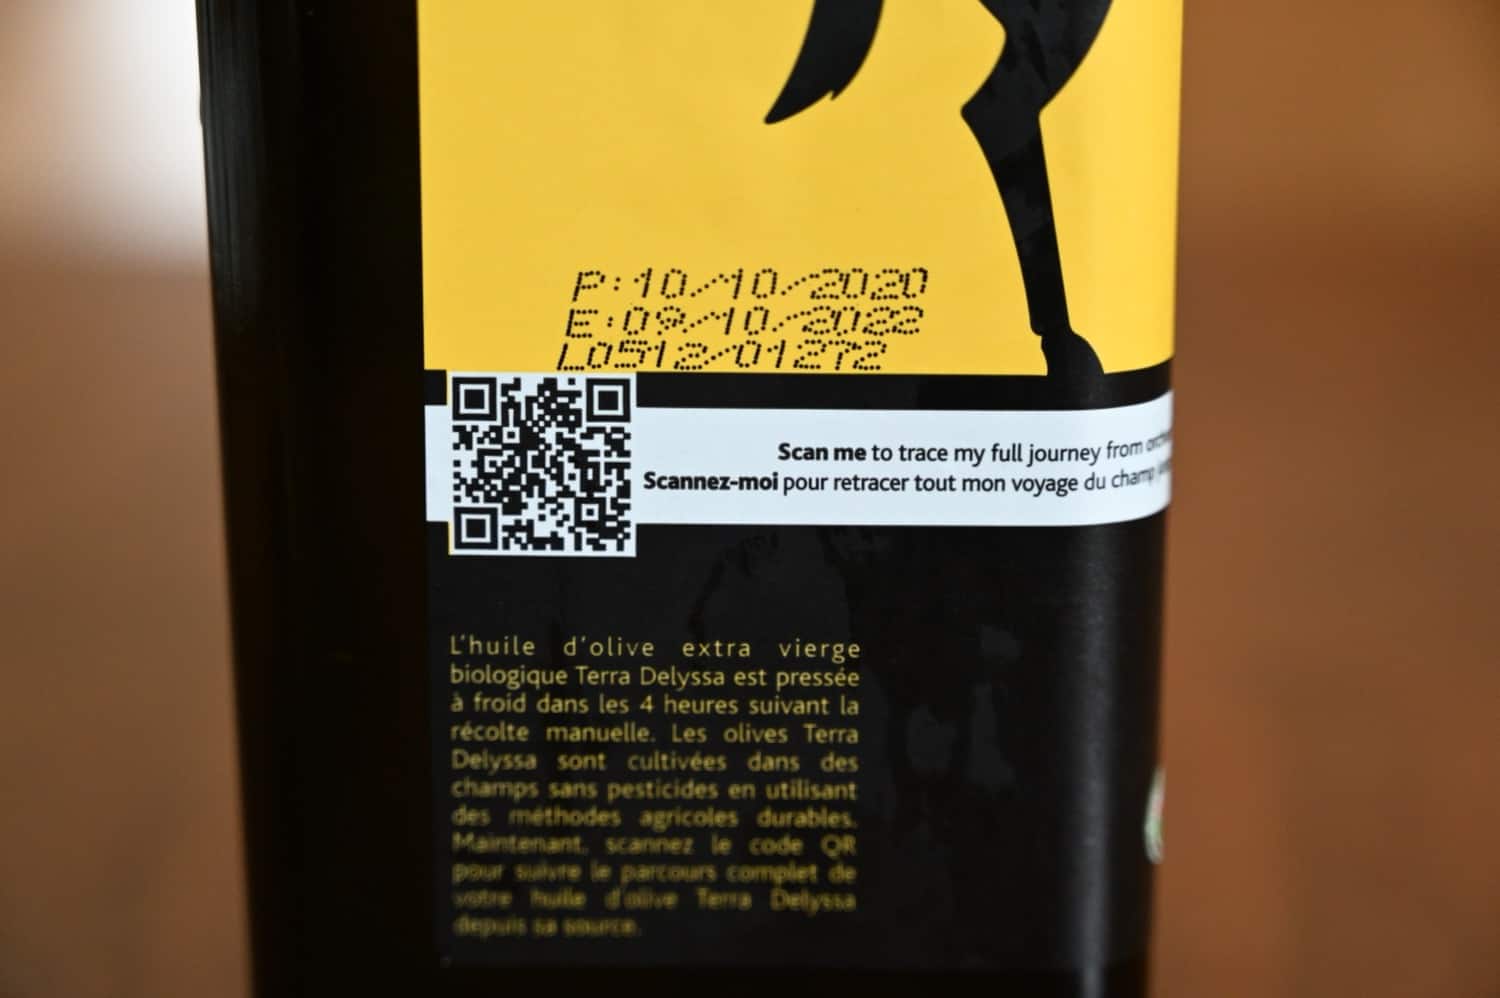 P:10/10/2020
E:09/10/2022
L0512/01272
Scan me to trace my full journey from
Scannez-moi pour retracer tout mon voyage du champ
L'huile d'olive extra vierge
biologique Terra Delyssa est pressée
à froid dans les 4 heures suivant la
récolte manuelle. Les olives Terra
Delyssa sont cultivées dans des
champs sans pesticides en utilisant
des méthodes agricoles durables.
Maintenant, scannez le code QR
pour suivre le parcours complet de
votre huile d'olive Terra Delyssa
depuis sa source.